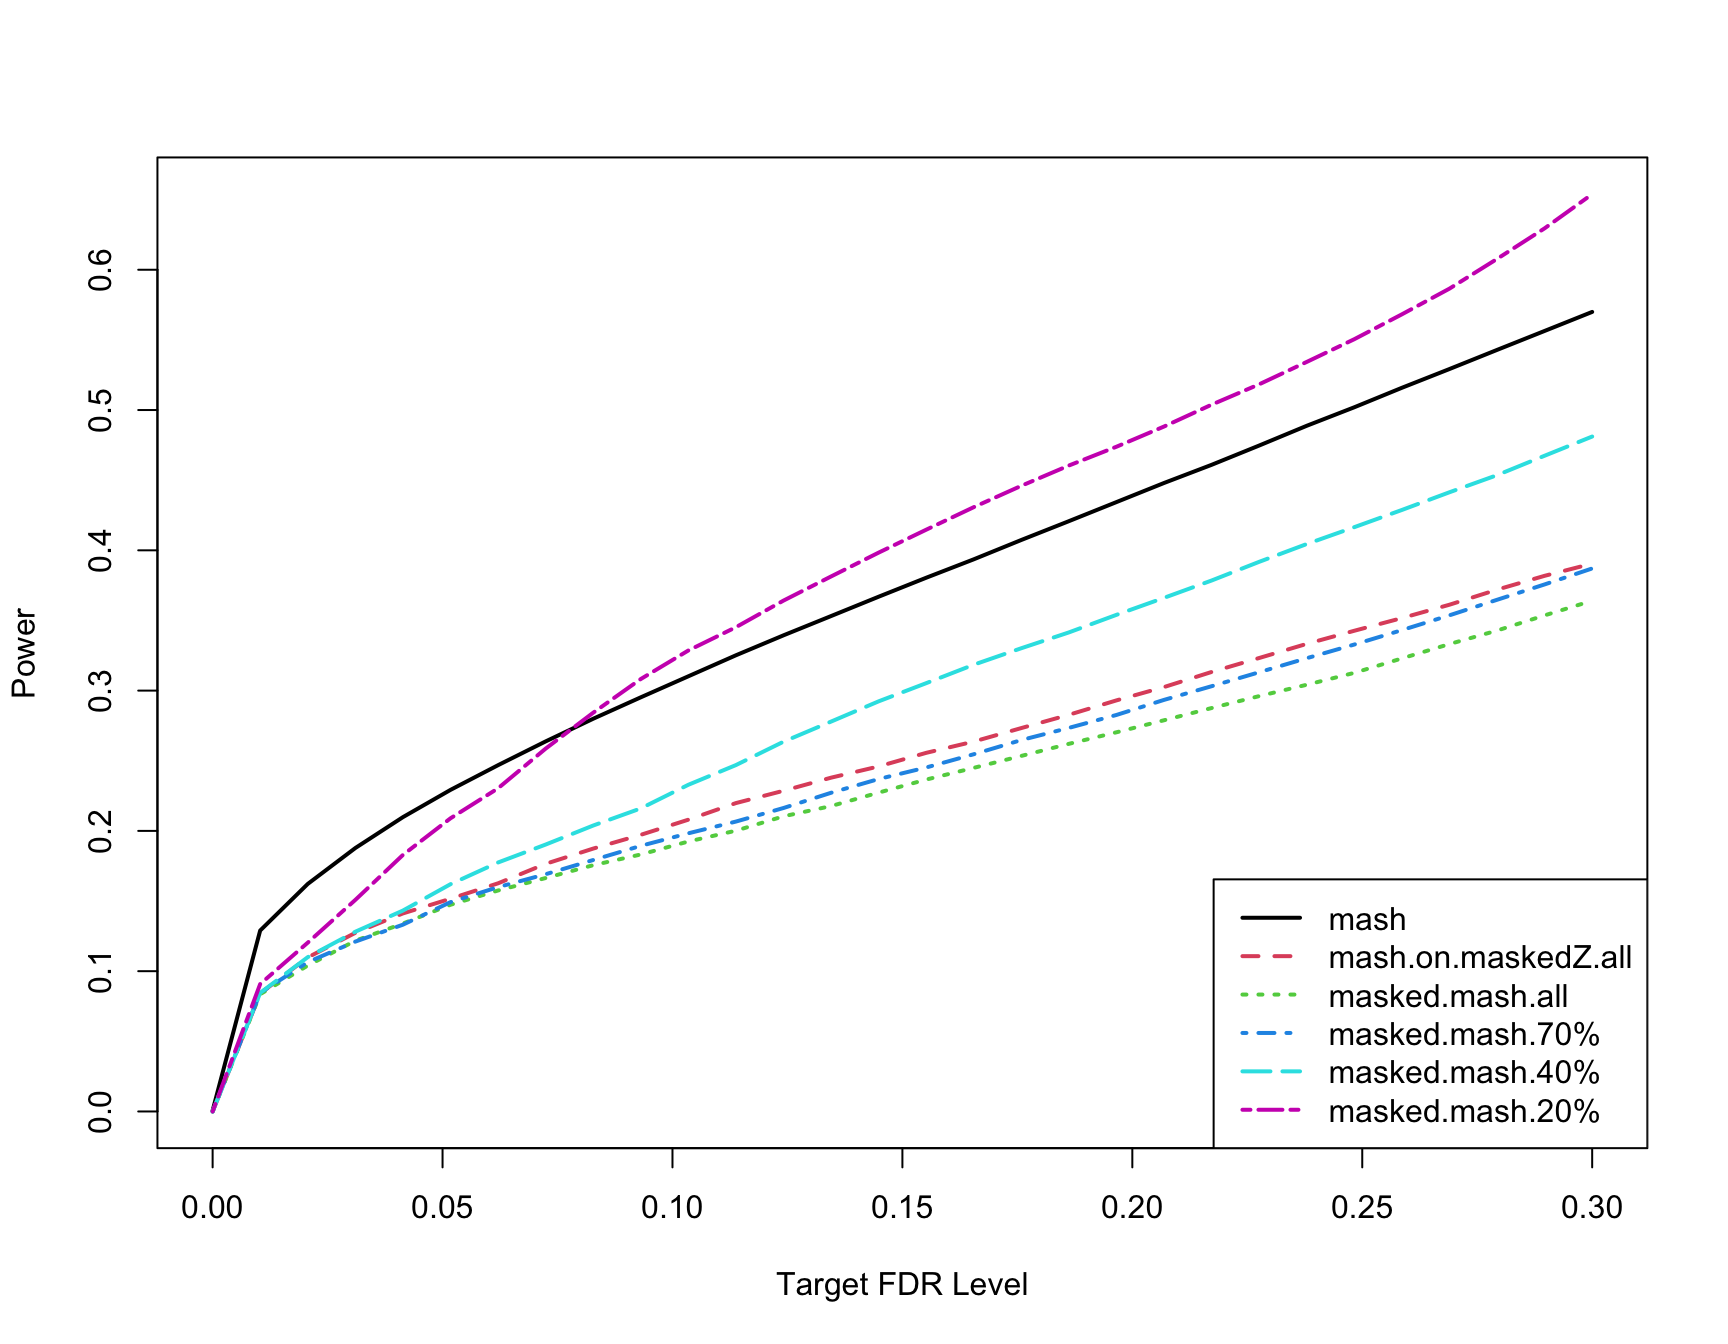 Power
0.6
0.5
0.4
0.3
0.2
0.1
0.0
mash
mash.on.maskedZ.all
masked.mash.all
masked.mash.70%
masked.mash.40%
masked.mash.20%
0.00 0.05 0.10 0.15 0.20 0.25 0.30
Target FDR Level